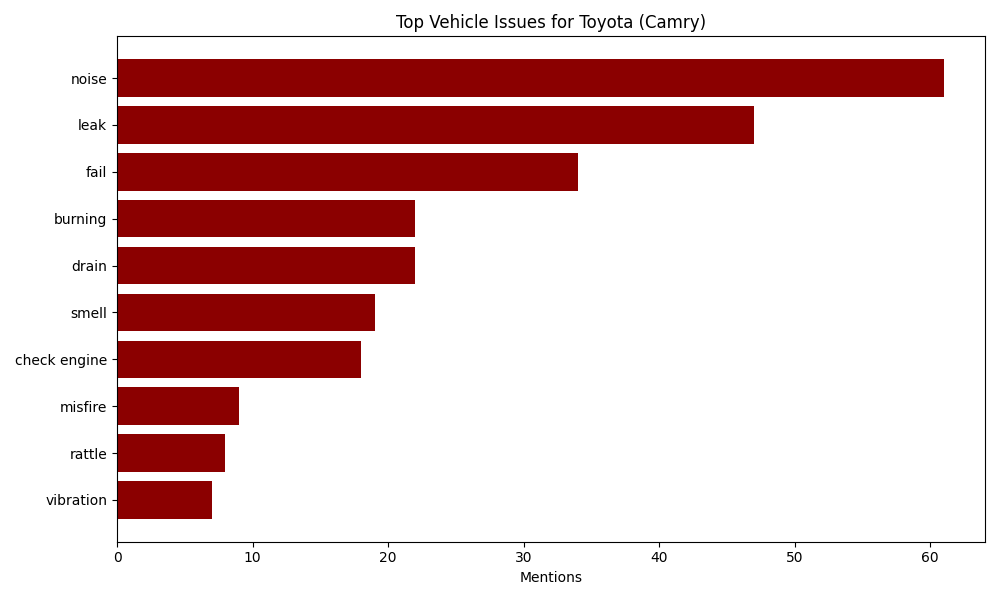 Top Vehicle Issues for Toyota (Camry)
noise
leak
fail
burning
drain
smell
check engine
misfire
rattle
vibration
0 10 20 30 40 50 60
Mentions